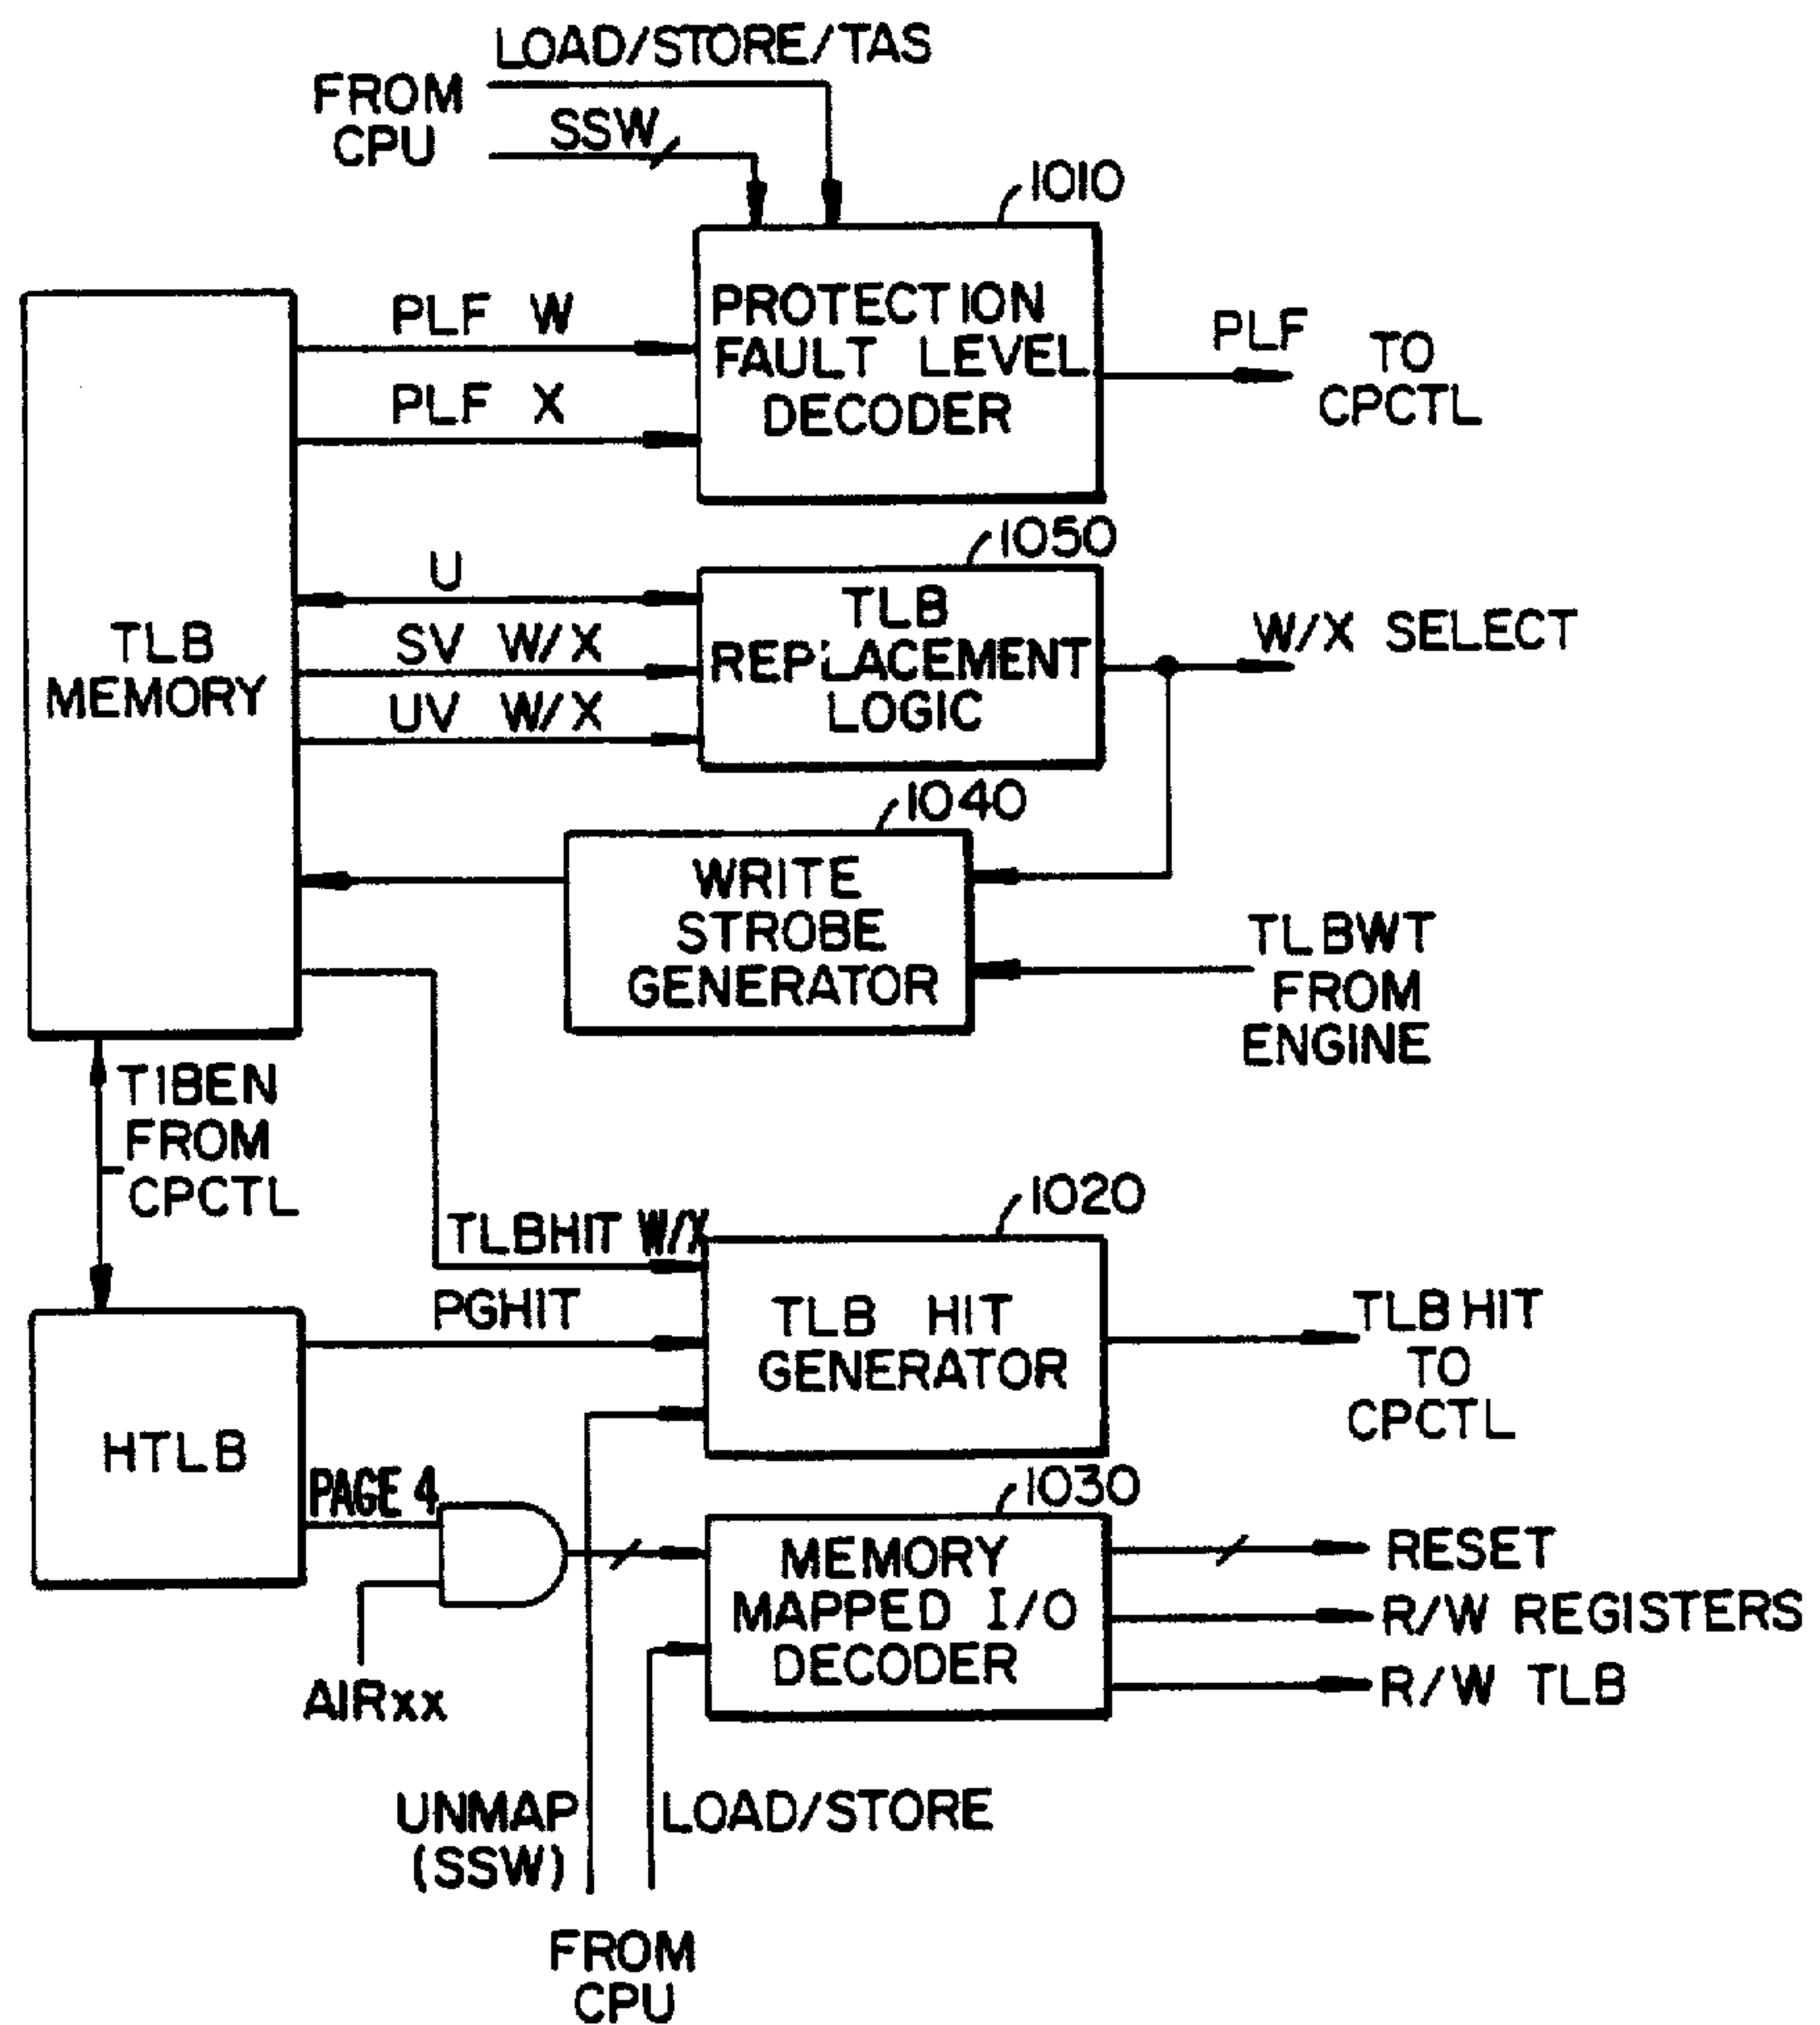 LOAD/STORE/TAS
FROM
CPU
SSW
1010
PLF W
PLF X
PROTECTION
FAULT LEVEL
DECODER
PLF
TO
CPCTL
1050
U
SV W/X
UV W/X
TLB
MEMORY
TLB
REPLACEMENT
LOGIC
W/X SELECT
1040
WRITE
STROBE
GENERATOR
TLBWT
FROM
ENGINE
TIBEN
FROM
CPCTL
1020
TLBHIT W/X
PGHIT
TLB HIT
GENERATOR
TLB HIT
TO
CPCTL
HTLB
PAGE 4
1030
MEMORY
MAPPED I/O
DECODER
RESET
R/W REGISTERS
R/W TLB
AIRxx
UNMAP
(SSW)
LOAD/STORE
FROM
CPU